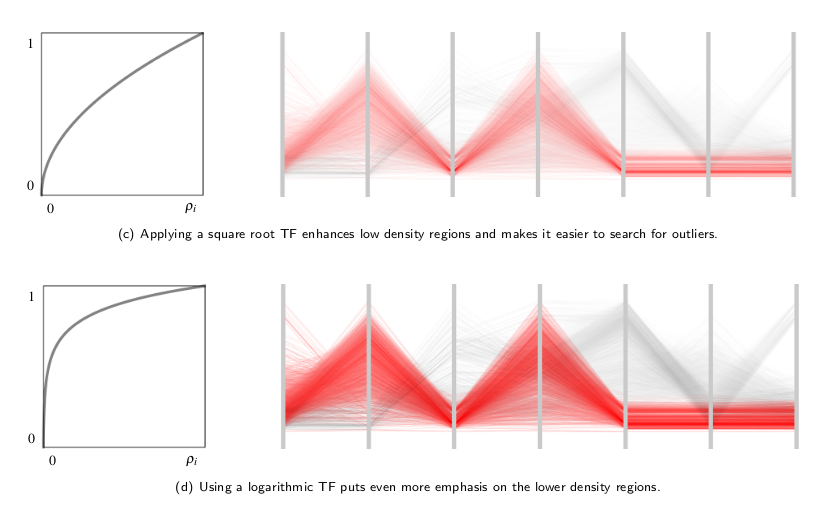 1
0
0 ρi
(c) Applying a square root TF enhances low density regions and makes it easier to search for outliers.
1
0
0 ρi
(d) Using a logarithmic TF puts even more emphasis on the lower density regions.